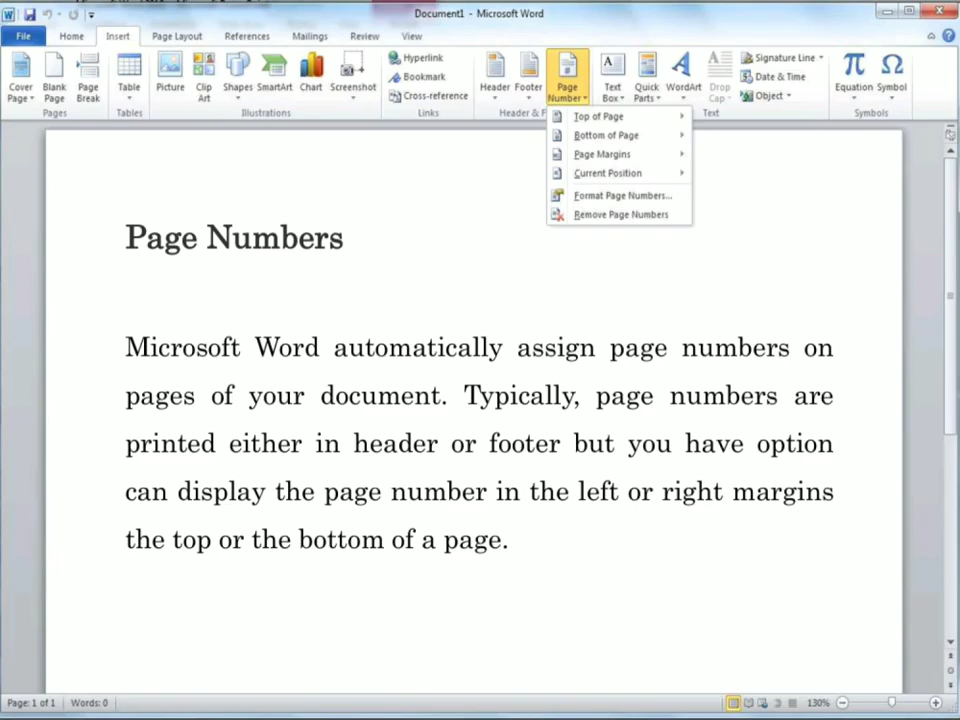 Document1 - Microsoft Word
File Home Insert Page Layout References Mailings Review View
Cover Page Blank Page Page Break
Pages
Table
Tables
Picture Clip Art Shapes SmartArt Chart Screenshot
Illustrations
Hyperlink
Bookmark
Cross-reference
Links
Header Footer Page Number
Header & F
Text Box Quick Parts WordArt Drop Cap
Signature Line
Date & Time
Object
Text
Equation Symbol
Symbols
Top of Page
Bottom of Page
Page Margins
Current Position
Format Page Numbers...
Remove Page Numbers
Page Numbers
Microsoft Word automatically assign page numbers on
pages of your document. Typically, page numbers are
printed either in header or footer but you have option
can display the page number in the left or right margins
the top or the bottom of a page.
Page: 1 of 1 Words: 0 130%